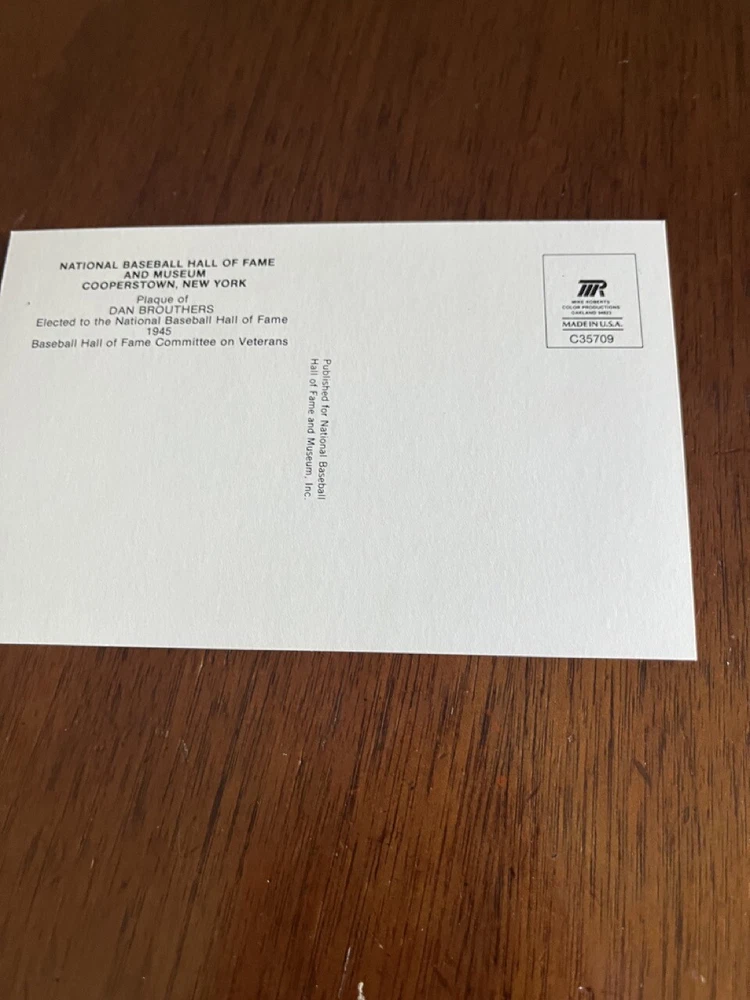 NATIONAL BASEBALL HALL OF FAME
AND MUSEUM
COOPERSTOWN, NEW YORK
Plaque of
DAN BROUTHERS
Elected to the National Baseball Hall of Fame
1945
Baseball Hall of Fame Committee on Veterans
Published for National Baseball
Hall of Fame and Museum, Inc.
MR
MIKE ROBERTS
COLOR PRODUCTIONS
OAKLAND 94623
MADE IN U.S.A.
C35709